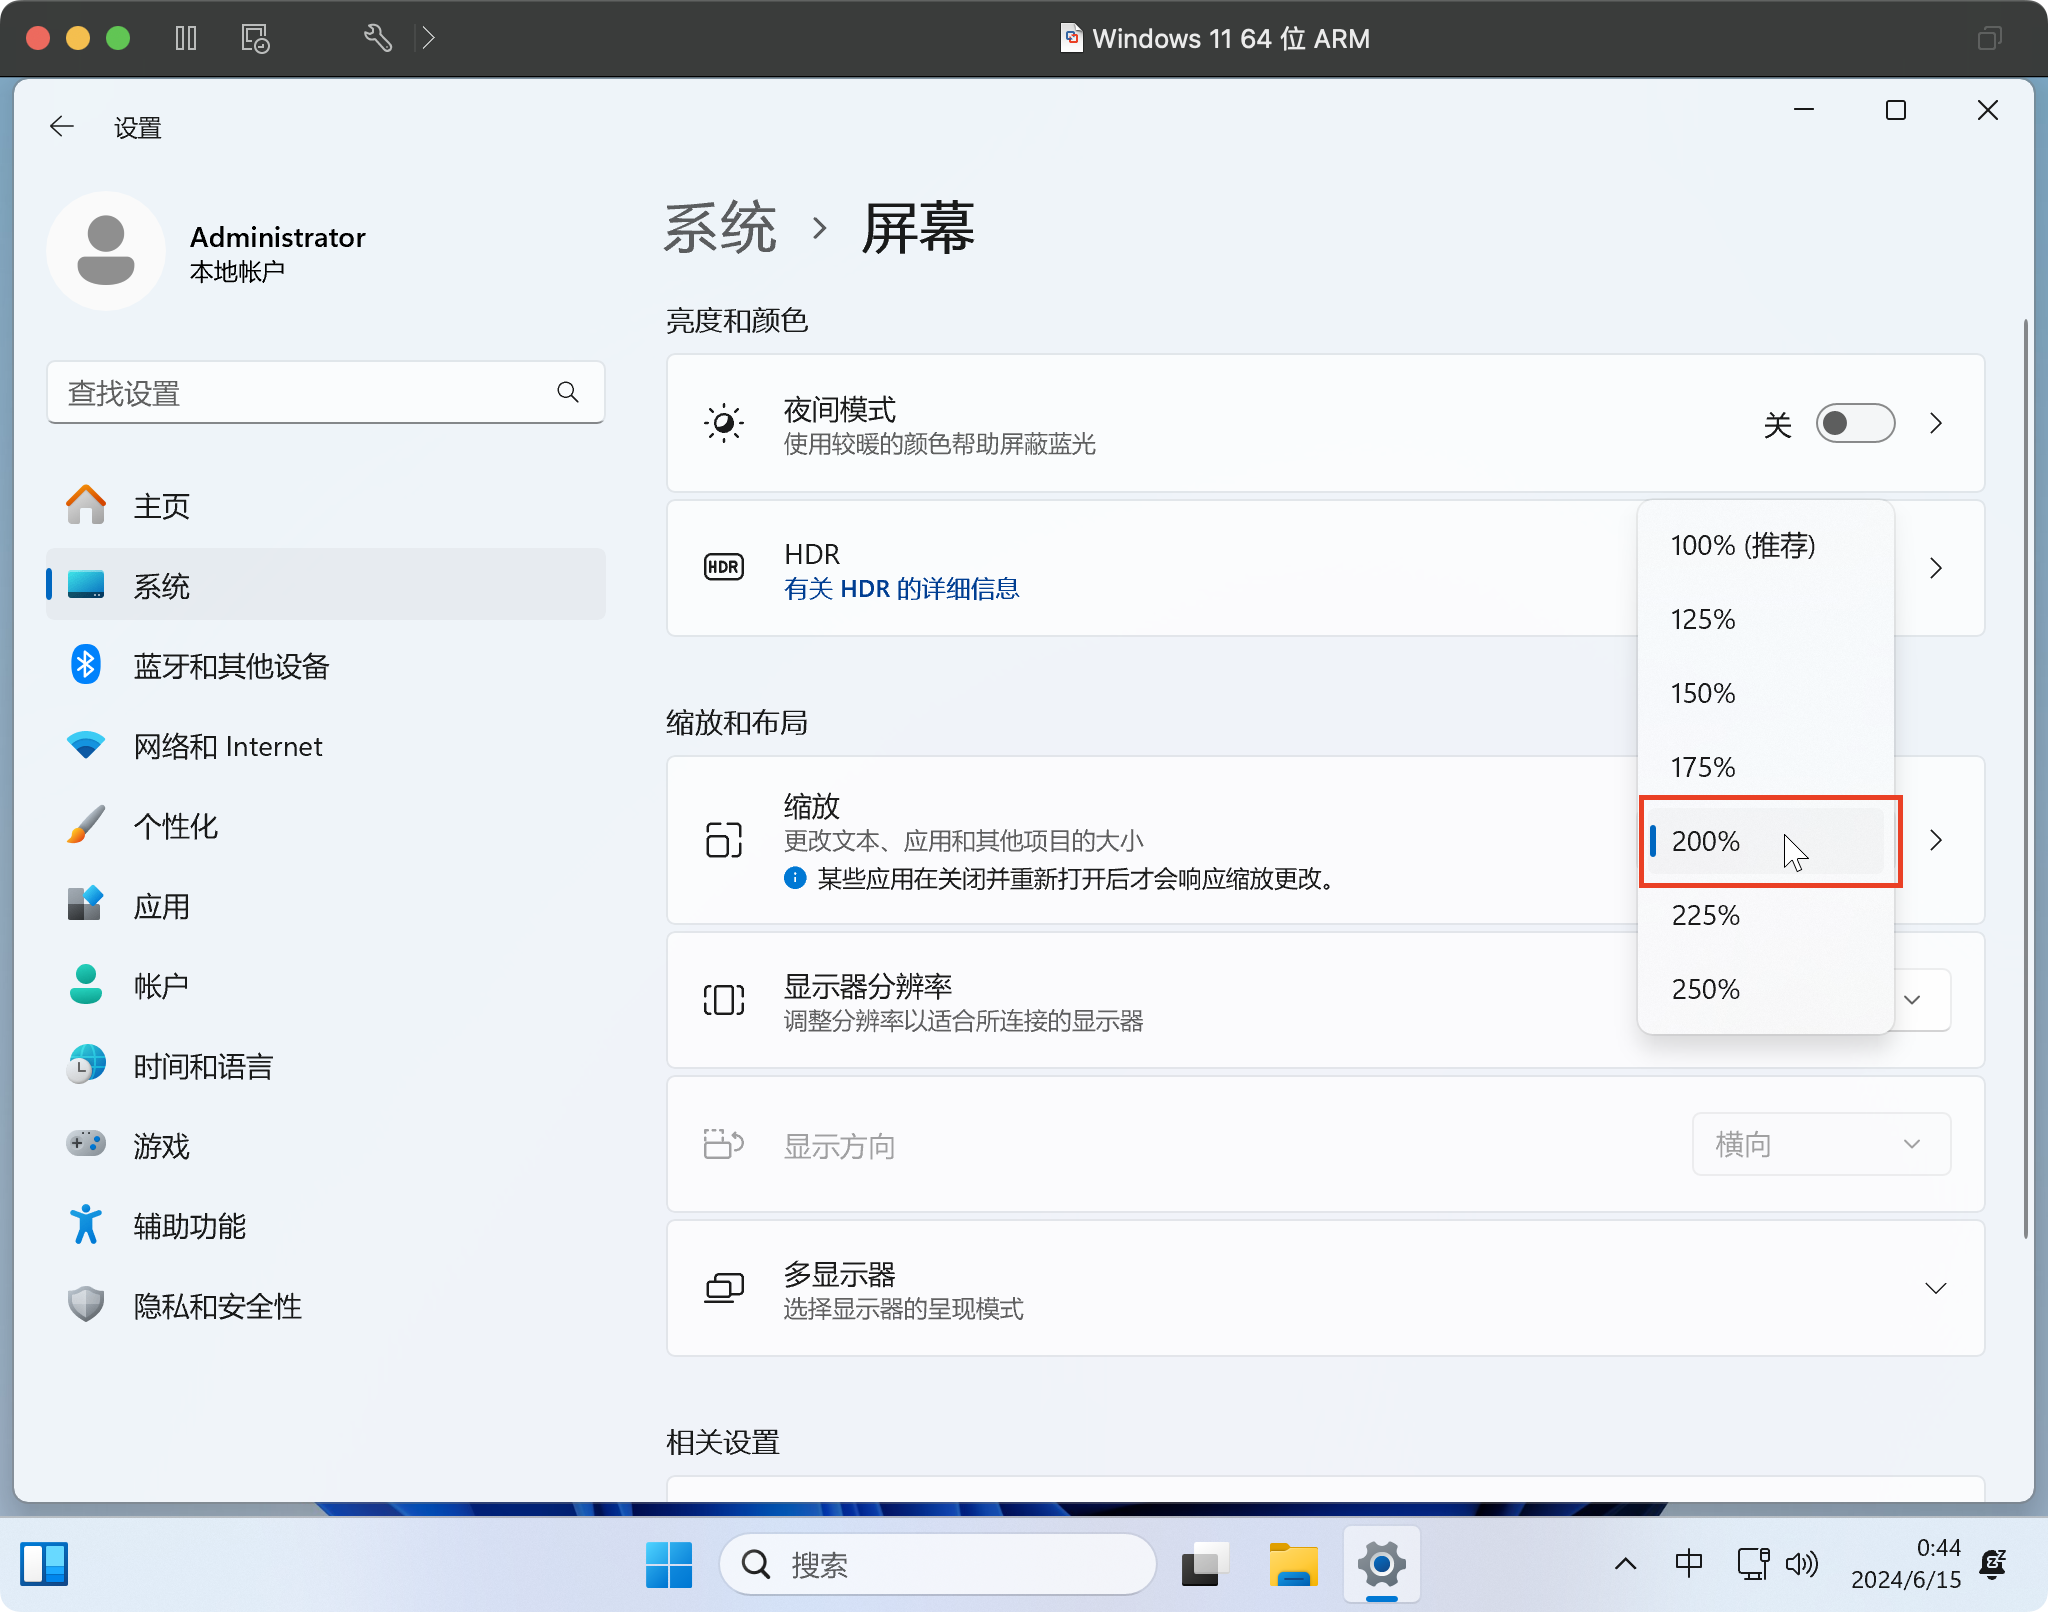 Windows 11 64 位 ARM
设置
Administrator
本地帐户
查找设置
主页
系统
蓝牙和其他设备
网络和 Internet
个性化
应用
帐户
时间和语言
游戏
辅助功能
隐私和安全性
系统 › 屏幕
亮度和颜色
夜间模式
使用较暖的颜色帮助屏蔽蓝光
关
HDR
HDR
有关 HDR 的详细信息
缩放和布局
缩放
更改文本、应用和其他项目的大小
某些应用在关闭并重新打开后才会响应缩放更改。
100% (推荐)
125%
150%
175%
200%
225%
250%
显示器分辨率
调整分辨率以适合所连接的显示器
显示方向
横向
多显示器
选择显示器的呈现模式
相关设置
搜索
中
0:44
2024/6/15